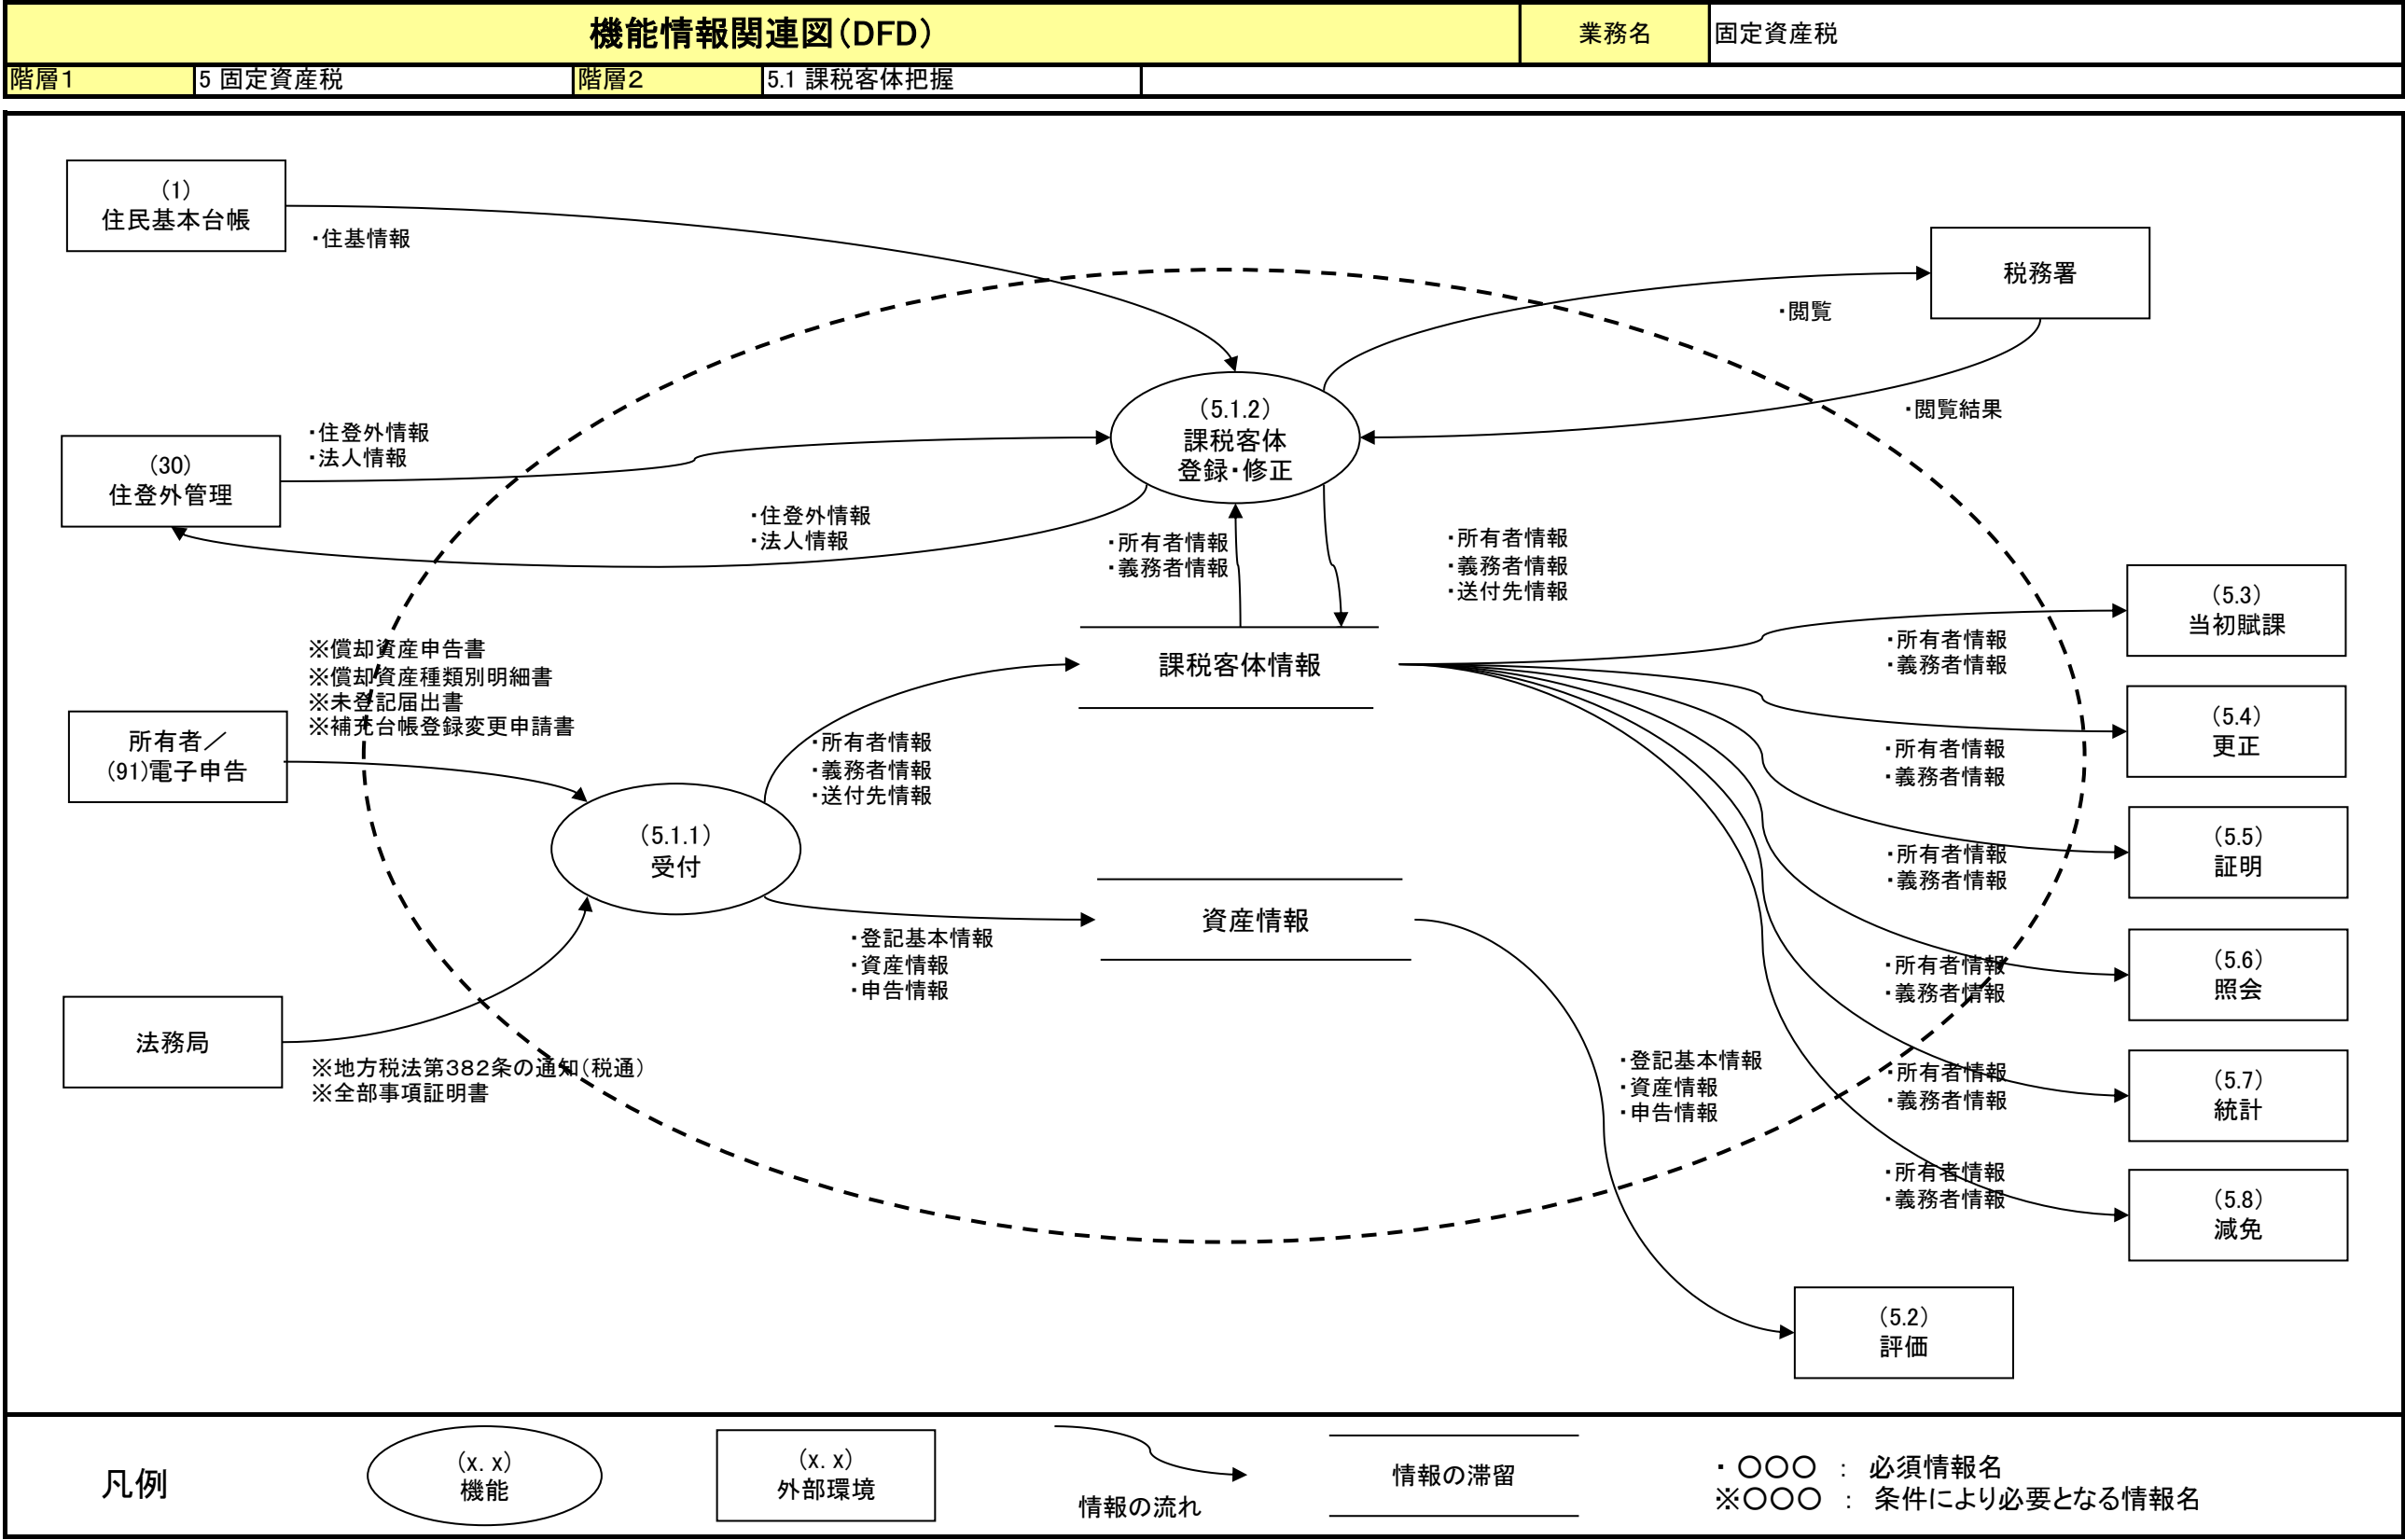 機能情報関連図（DFD）
業務名
固定資産税
階層１
5 固定資産税
階層２
5.1 課税客体把握
（1）
住民基本台帳
・住基情報
税務署
・閲覧
・閲覧結果
（5.1.2）
課税客体
登録・修正
（30）
住登外管理
・住登外情報
・法人情報
・住登外情報
・法人情報
・所有者情報
・義務者情報
・所有者情報
・義務者情報
・送付先情報
課税客体情報
※償却資産申告書
※償却資産種類別明細書
※未登記届出書
※補充台帳登録変更申請書
所有者／
（91）電子申告
・所有者情報
・義務者情報
・送付先情報
（5.1.1）
受付
資産情報
・登記基本情報
・資産情報
・申告情報
法務局
※地方税法第３８２条の通知（税通）
※全部事項証明書
・登記基本情報
・資産情報
・申告情報
（5.3）
当初賦課
・所有者情報
・義務者情報
（5.4）
更正
・所有者情報
・義務者情報
（5.5）
証明
・所有者情報
・義務者情報
（5.6）
照会
・所有者情報
・義務者情報
（5.7）
統計
・所有者情報
・義務者情報
（5.8）
減免
・所有者情報
・義務者情報
（5.2）
評価
凡例
（x. x）
機能
（x. x）
外部環境
情報の流れ
情報の滞留
・ 〇〇〇 ： 必須情報名
※〇〇〇 ： 条件により必要となる情報名